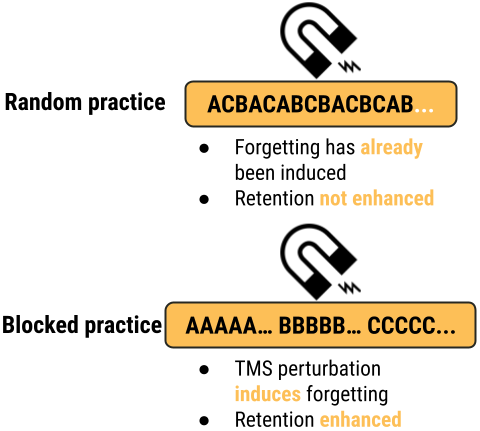 Random practice
ACBACABCBACBCAB...
● Forgetting has already
been induced
● Retention not enhanced
Blocked practice
AAAAA... BBBBB... CCCCC...
● TMS perturbation
induces forgetting
● Retention enhanced